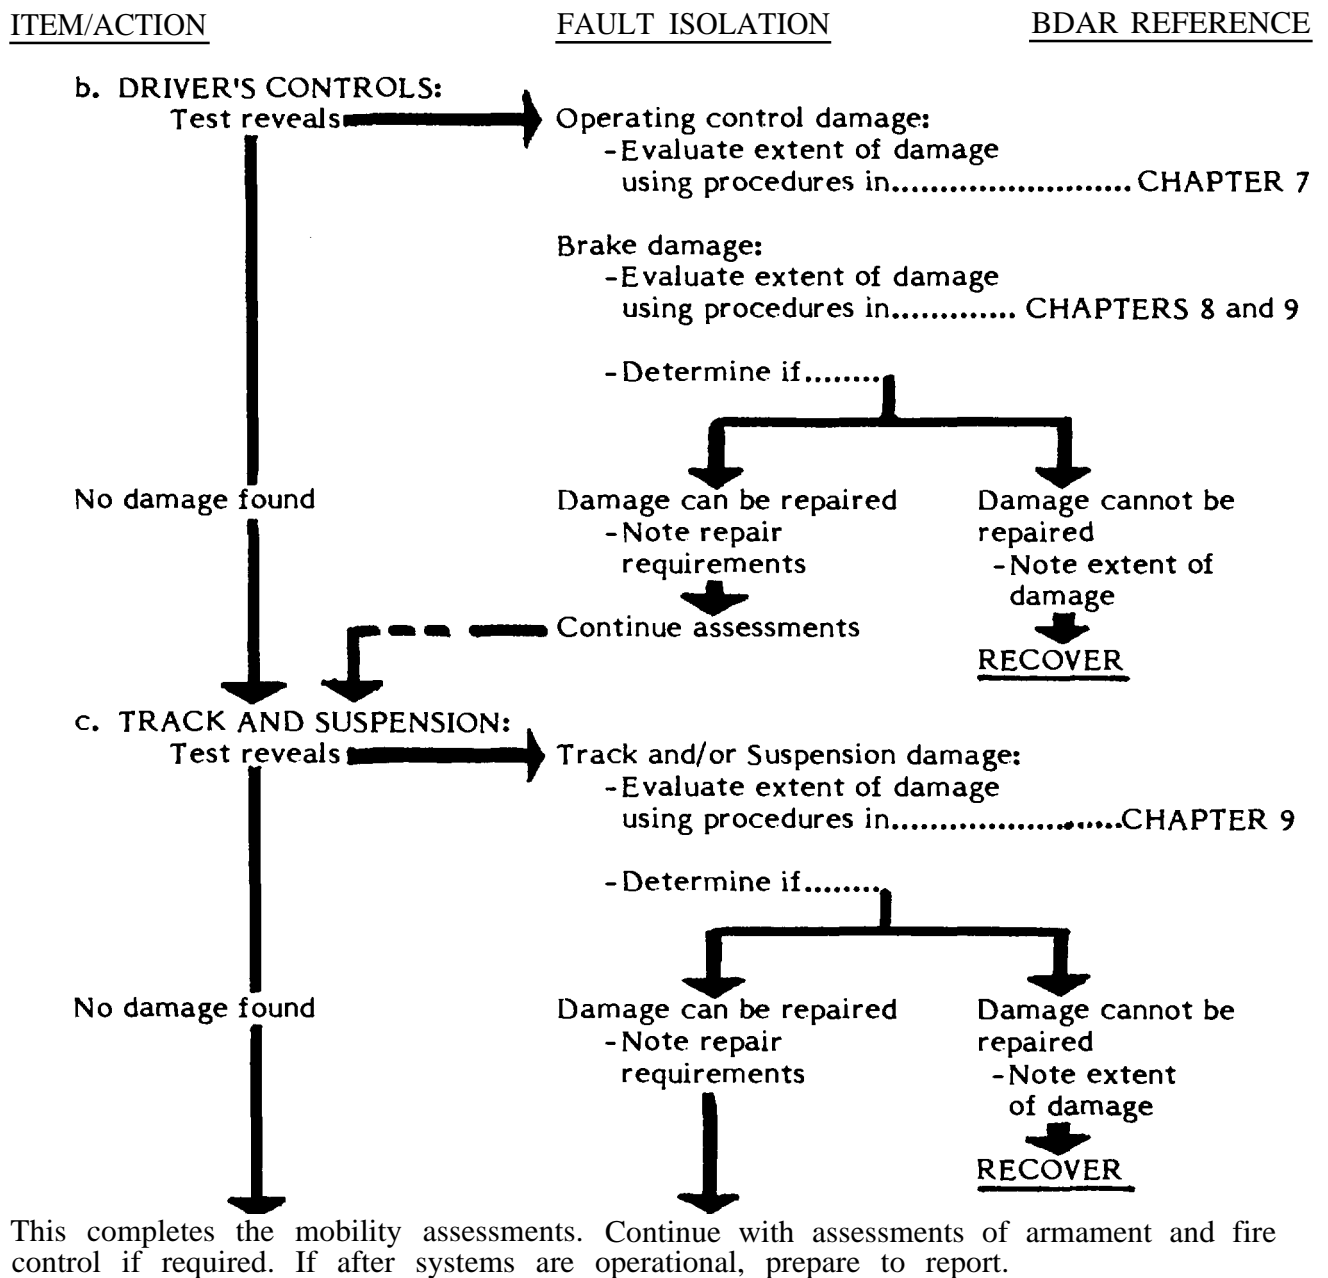 ITEM/ACTION FAULT ISOLATION BDAR REFERENCE
b. DRIVER'S CONTROLS:
Test reveals Operating control damage:
-Evaluate extent of damage
using procedures in.......................... CHAPTER 7
Brake damage:
-Evaluate extent of damage
using procedures in............. CHAPTERS 8 and 9
-Determine if........
No damage found Damage can be repaired Damage cannot be
-Note repair repaired
requirements -Note extent of
damage
Continue assessments
RECOVER
c. TRACK AND SUSPENSION:
Test reveals Track and/or Suspension damage:
-Evaluate extent of damage
using procedures in.........................CHAPTER 9
-Determine if........
No damage found Damage can be repaired Damage cannot be
-Note repair repaired
requirements -Note extent
of damage
RECOVER
This completes the mobility assessments. Continue with assessments of armament and fire
control if required. If after systems are operational, prepare to report.